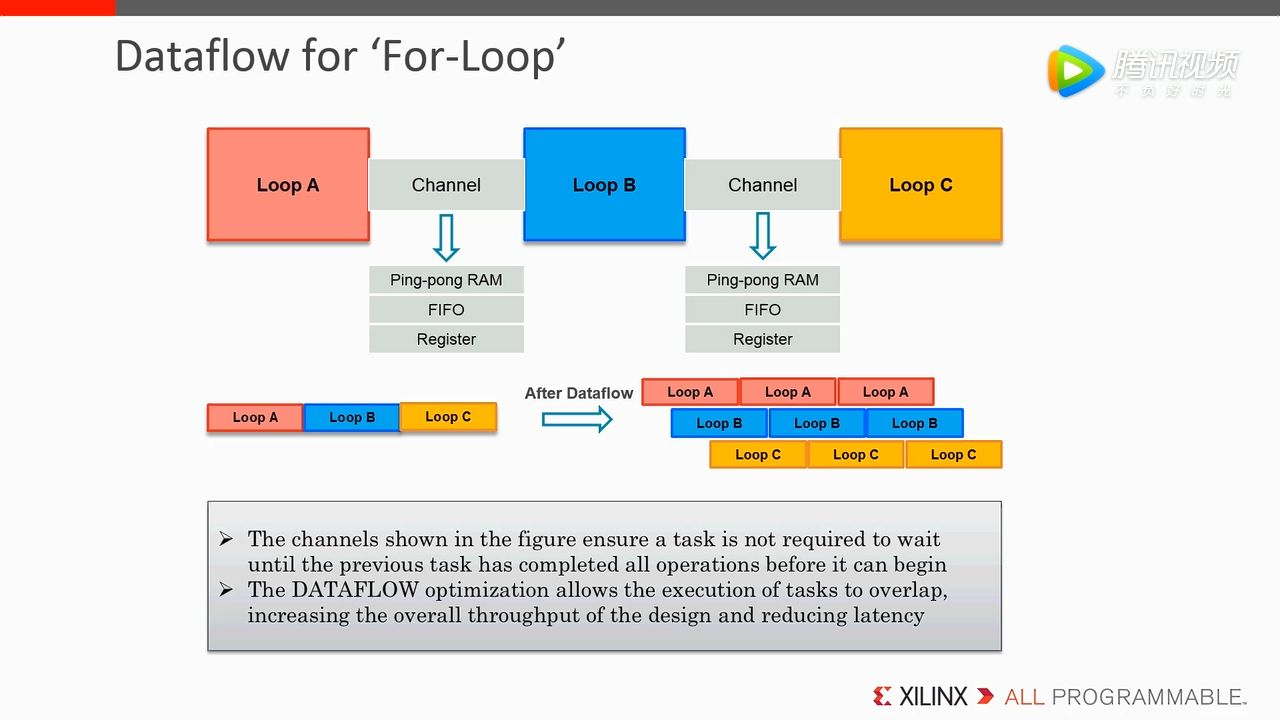 Dataflow for ‘For-Loop’
腾讯视频
不负好时光
Loop A
Channel
Loop B
Channel
Loop C
Ping-pong RAM
Ping-pong RAM
FIFO
FIFO
Register
Register
After Dataflow
Loop A
Loop B
Loop C
Loop A
Loop A
Loop A
Loop B
Loop B
Loop B
Loop C
Loop C
Loop C
➢ The channels shown in the figure ensure a task is not required to wait
until the previous task has completed all operations before it can begin
➢ The DATAFLOW optimization allows the execution of tasks to overlap,
increasing the overall throughput of the design and reducing latency
XILINX ALL PROGRAMMABLE™